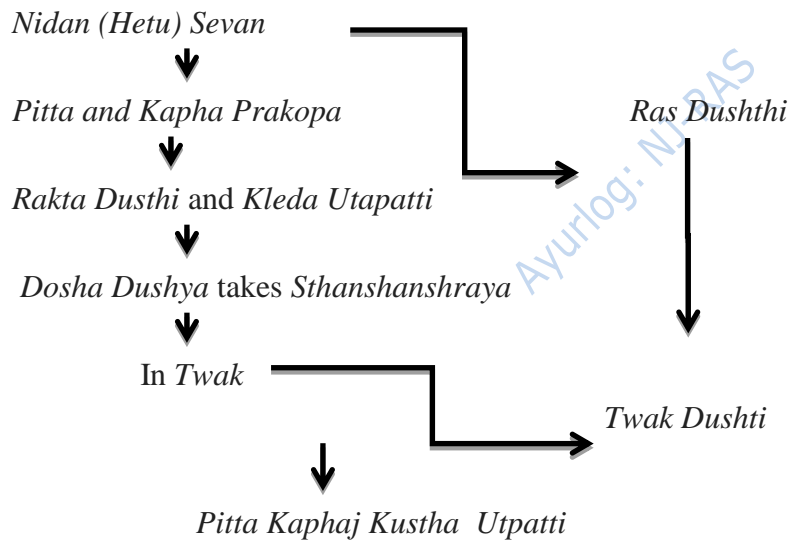 Nidan (Hetu) Sevan
Pitta and Kapha Prakopa
Ras Dushthi
Rakta Dusthi and Kleda Utapatti
Dosha Dushya takes Sthanshanshraya
In Twak
Twak Dushti
Pitta Kaphaj Kustha Utpatti
Ayurlog: NJ-RAS